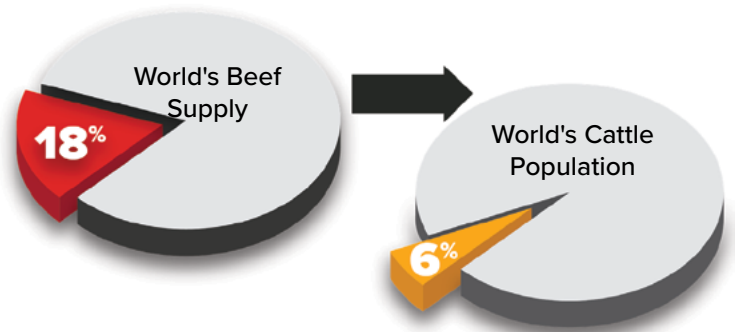 World's Beef
Supply
18%
World's Cattle
Population
6%